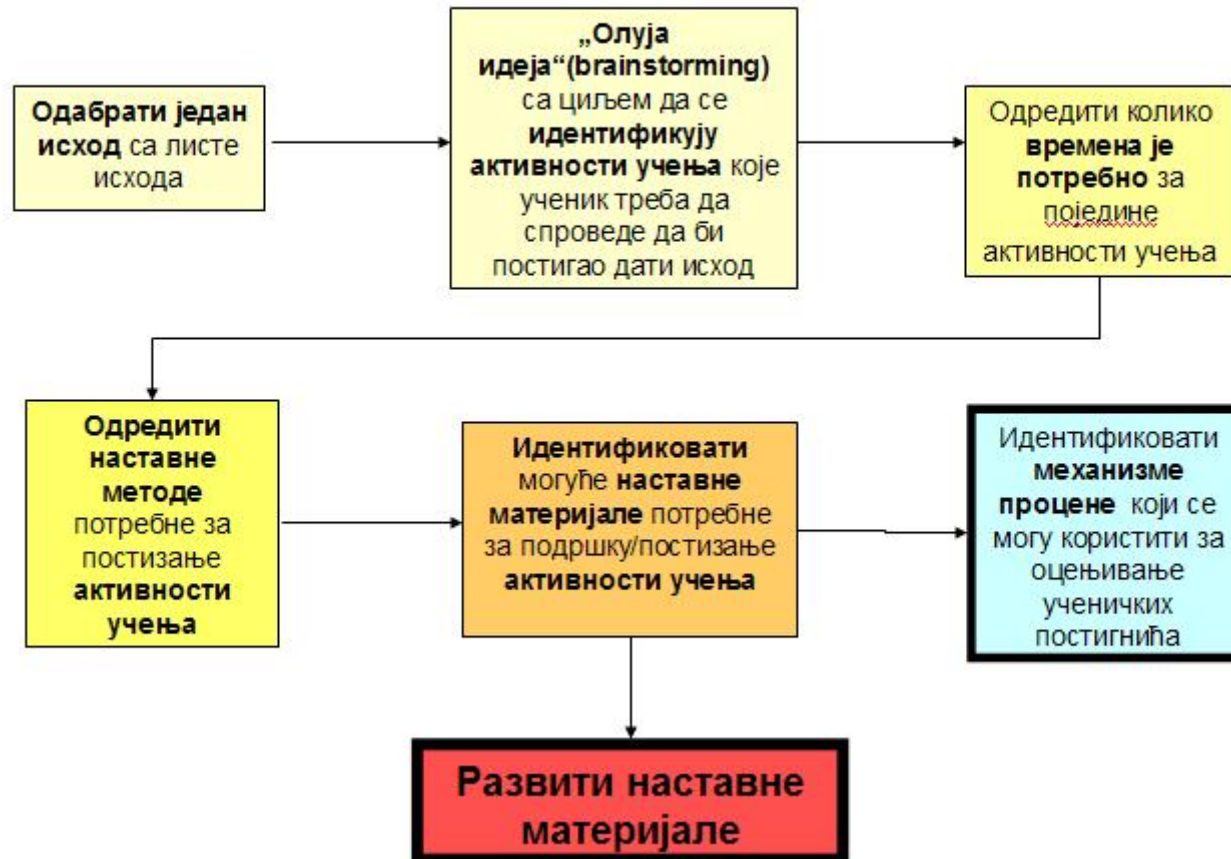 Одабрати један
исход са листе
исхода
„Олуја
идеја“(brainstorming)
са циљем да се
идентификују
активности учења које
ученик треба да
спроведе да би
постигао дати исход
Одредити колико
времена је
потребно за
поједине
активности учења
Одредити
наставне
методе
потребне за
постизање
активности
учења
Идентификовати
могуће наставне
материјале потребне
за подршку/постизање
активности учења
Идентификовати
механизме
процене који се
могу користити за
оцењивање
ученичких
постигнића
Развити наставне
материјале